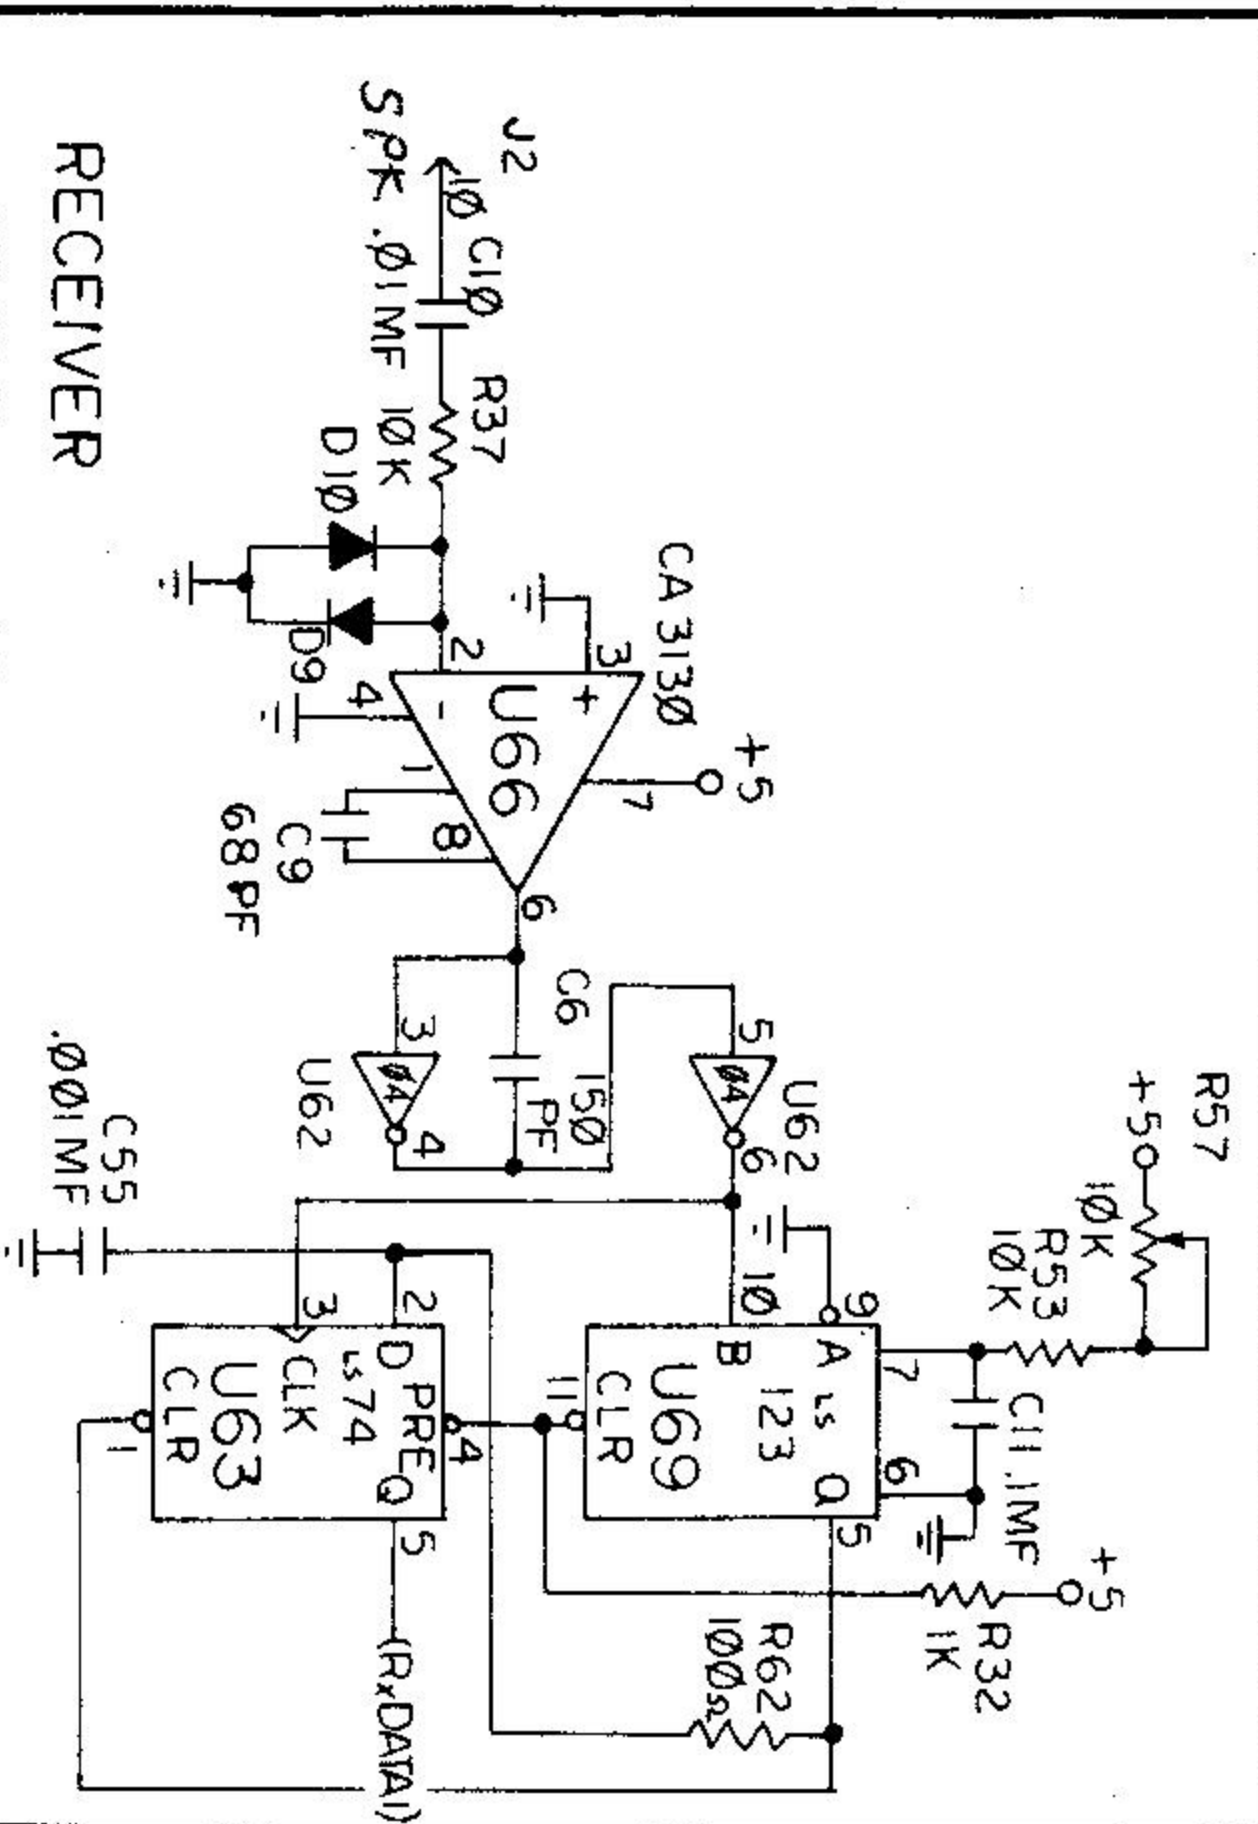 RECEIVER
J2
SPK
10
C10
.01MF
R37
10K
D10
D9
CA3130
U66
+
-
2
3
4
1
8
7
6
+5
C9
68PF
C6
150
PF
3
04
4
U62
5
04
6
U62
C55
.001MF
R57
10K
+5
R53
10K
C11 .1MF
9
10
7
6
11
5
A
B
LS
123
Q
U69
CLR
3
2
4
1
5
D
PRE
LS74
CLK
Q
U63
CLR
+5
R32
1K
R62
100Ω
(RxDATA1)